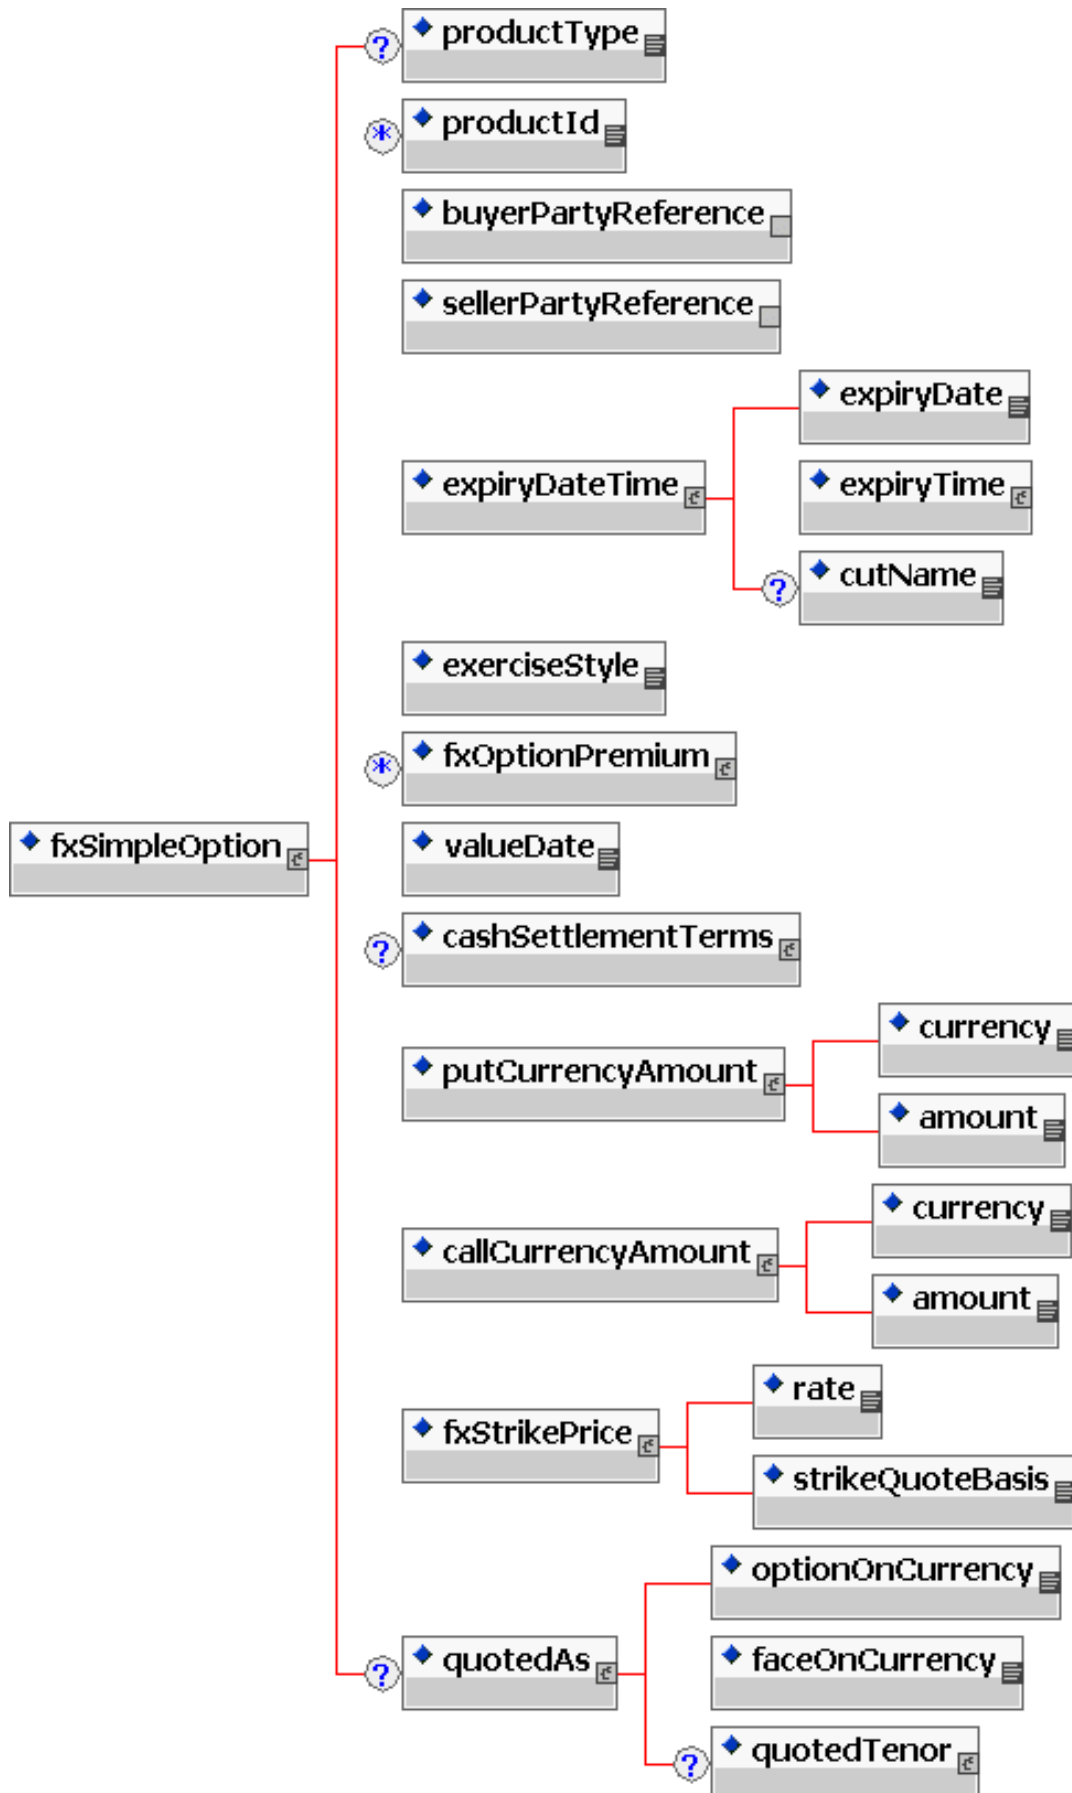 productType
?
productId
*
buyerPartyReference
sellerPartyReference
expiryDate
expiryDateTime
expiryTime
cutName
?
exerciseStyle
fxOptionPremium
*
fxSimpleOption
valueDate
cashSettlementTerms
?
currency
putCurrencyAmount
amount
currency
callCurrencyAmount
amount
rate
fxStrikePrice
strikeQuoteBasis
optionOnCurrency
quotedAs
?
faceOnCurrency
quotedTenor
?